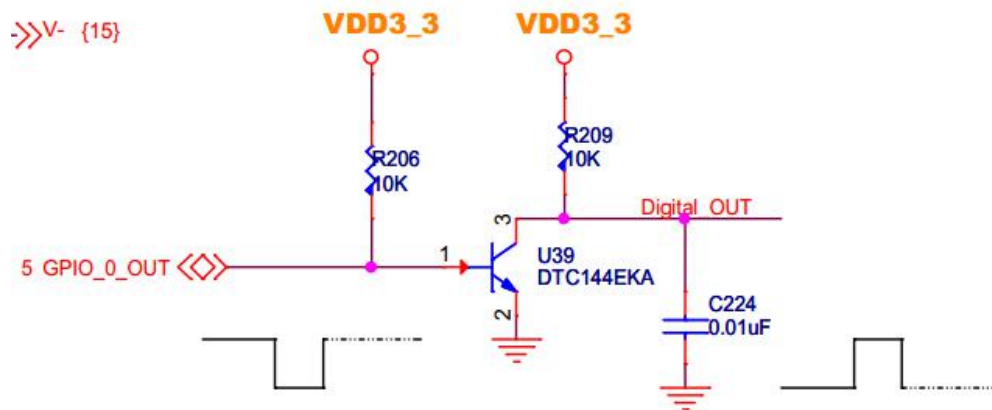 V- {15}
VDD3_3
VDD3_3
R206
10K
R209
10K
Digital_OUT
3
5 GPIO_0_OUT
1
U39
DTC144EKA
2
C224
0.01uF